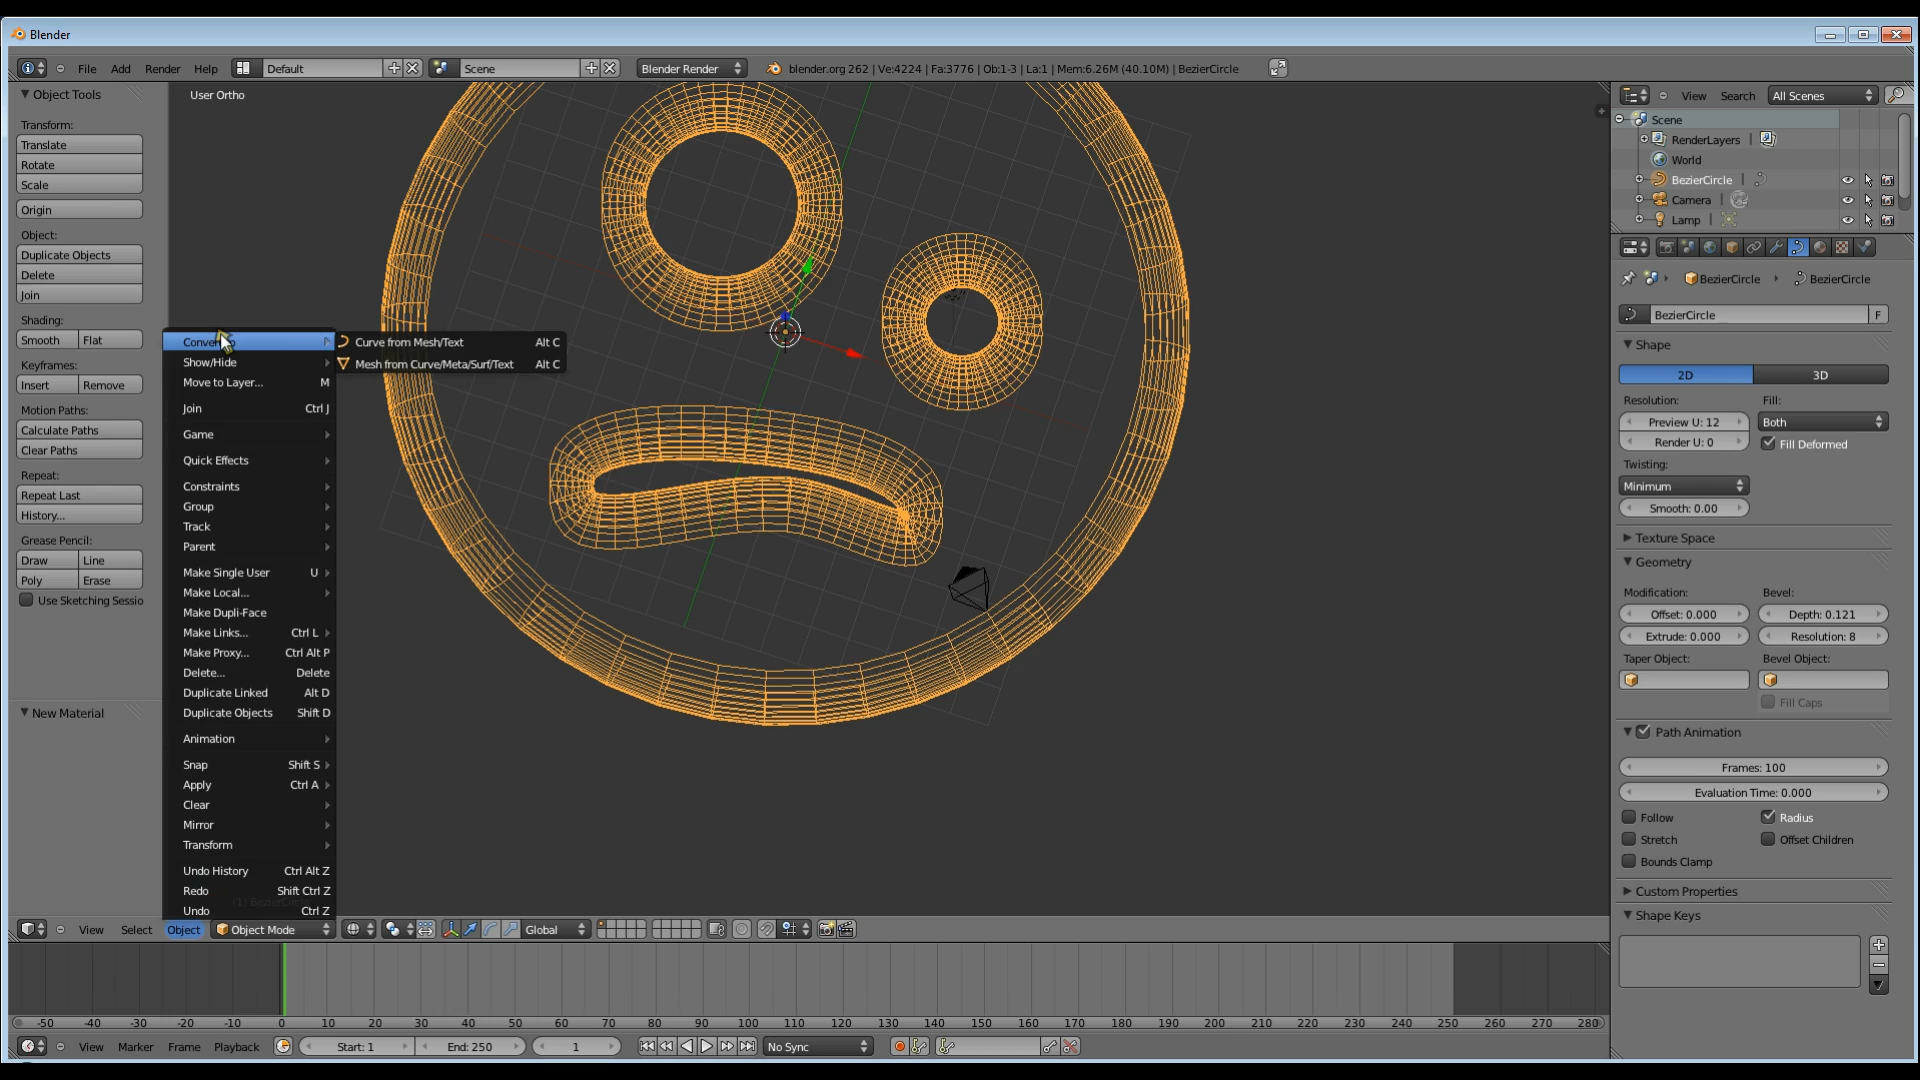 Blender
File Add Render Help Default Scene Blender Render blender.org 262 | Ve:4224 | Fa:3776 | Ob:1-3 | La:1 | Mem:6.26M (40.10M) | BezierCircle
Object Tools
Transform:
Translate
Rotate
Scale
Origin
Object:
Duplicate Objects
Delete
Join
Shading:
Smooth Flat
Keyframes:
Insert Remove
Motion Paths:
Calculate Paths
Clear Paths
Repeat:
Repeat Last
History...
Grease Pencil:
Draw Line
Poly Erase
Use Sketching Sessio
New Material
User Ortho
Curve from Mesh/Text Alt C
Mesh from Curve/Meta/Surf/Text Alt C
Show/Hide
Move to Layer... M
Join Ctrl J
Game
Quick Effects
Constraints
Group
Track
Parent
Make Single User U
Make Local...
Make Dupli-Face
Make Links... Ctrl L
Make Proxy... Ctrl Alt P
Delete... Delete
Duplicate Linked Alt D
Duplicate Objects Shift D
Animation
Snap Shift S
Apply Ctrl A
Clear
Mirror
Transform
Undo History Ctrl Alt Z
Redo Shift Ctrl Z
Undo Ctrl Z
View Select Object Object Mode Global
-50 -40 -30 -20 -10 0 10 20 30 40 50 60 70 80 90 100 110 120 130 140 150 160 170 180 190 200 210 220 230 240 250 260 270 280
View Marker Frame Playback Start: 1 End: 250 1 No Sync
View Search All Scenes
Scene
RenderLayers
World
BezierCircle
Camera
Lamp
BezierCircle BezierCircle
BezierCircle F
Shape
2D 3D
Resolution: Fill:
Preview U: 12 Both
Render U: 0 Fill Deformed
Twisting:
Minimum
Smooth: 0.00
Texture Space
Geometry
Modification: Bevel:
Offset: 0.000 Depth: 0.121
Extrude: 0.000 Resolution: 8
Taper Object: Bevel Object:
Fill Caps
Path Animation
Frames: 100
Evaluation Time: 0.000
Follow Radius
Stretch Offset Children
Bounds Clamp
Custom Properties
Shape Keys